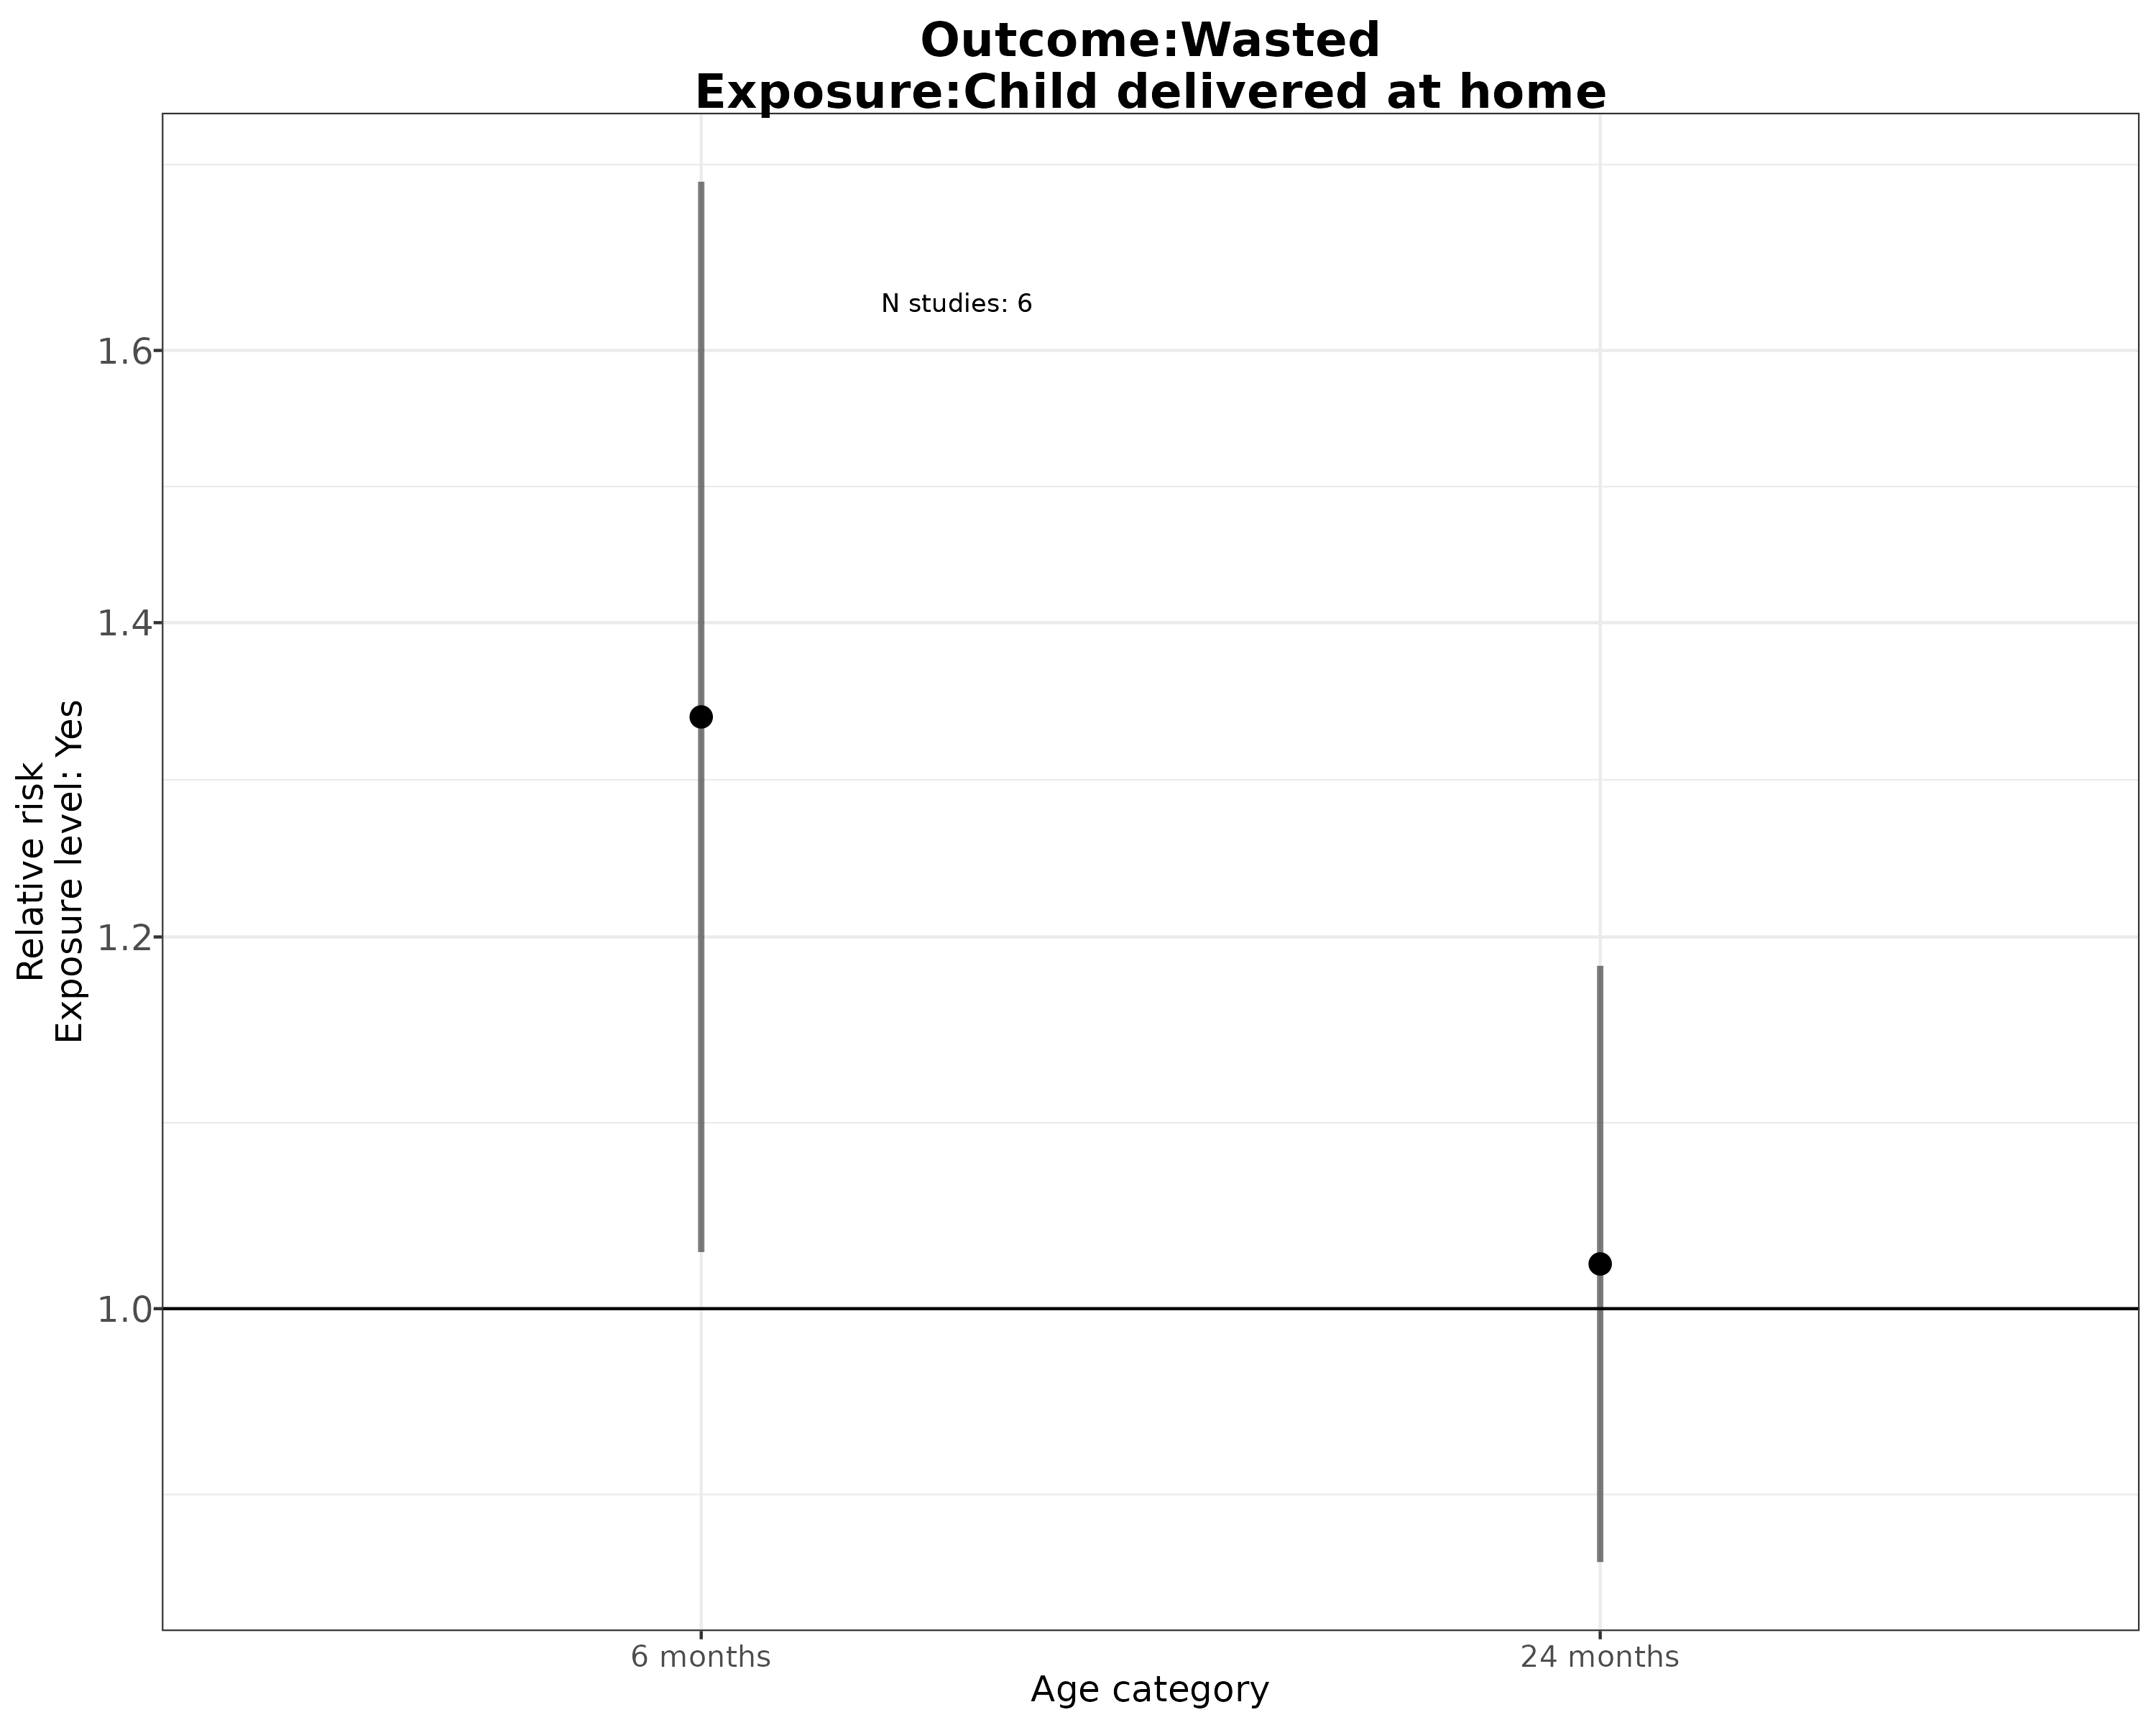 Outcome:Wasted
Exposure:Child delivered at home
N studies: 6
1.6
1.4
1.2
1.0
Relative risk
Exposure level: Yes
6 months
24 months
Age category